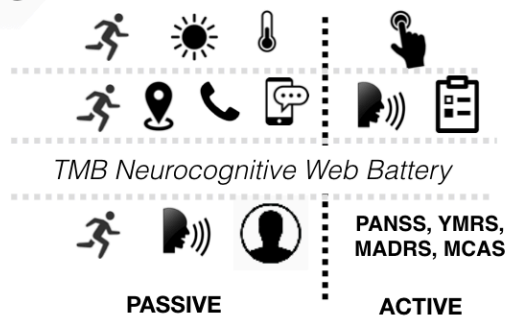 TMB Neurocognitive Web Battery
PANSS, YMRS,
MADRS, MCAS
PASSIVE
ACTIVE